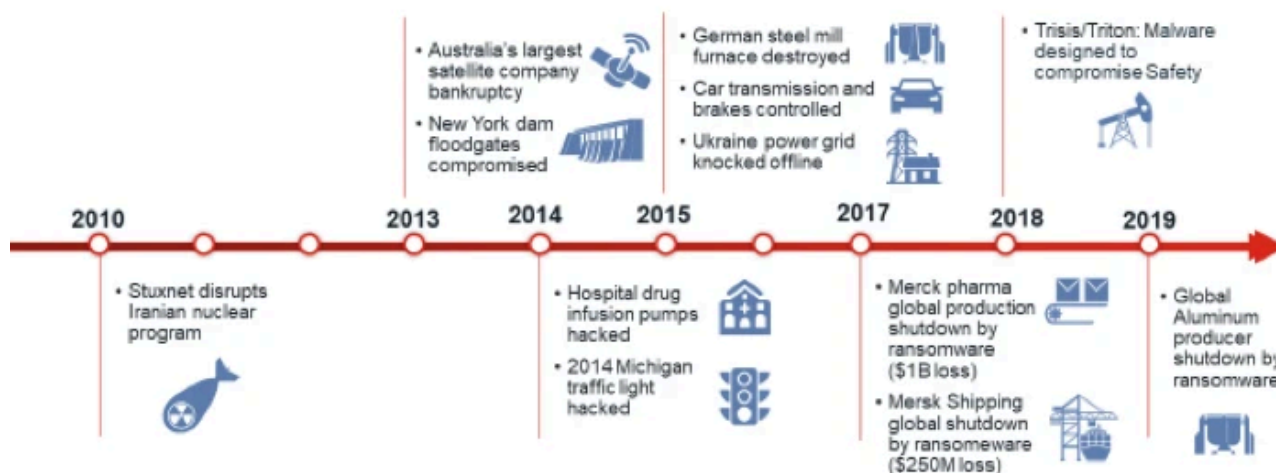 • Australia's largest
satellite company
bankruptcy
• New York dam
floodgates
compromised
• German steel mill
furnace destroyed
• Car transmission and
brakes controlled
• Ukraine power grid
knocked offline
• Trisis/Triton: Malware
designed to
compromise Safety
2010
2013
2014
2015
2017
2018
2019
• Stuxnet disrupts
Iranian nuclear
program
• Hospital drug
infusion pumps
hacked
• 2014 Michigan
traffic light
hacked
• Merck pharma
global production
shutdown by
ransomware
($1B loss)
• Mersk Shipping
global shutdown
by ransomeware
($250M loss)
• Global
Aluminum
producer
shutdown by
ransomware